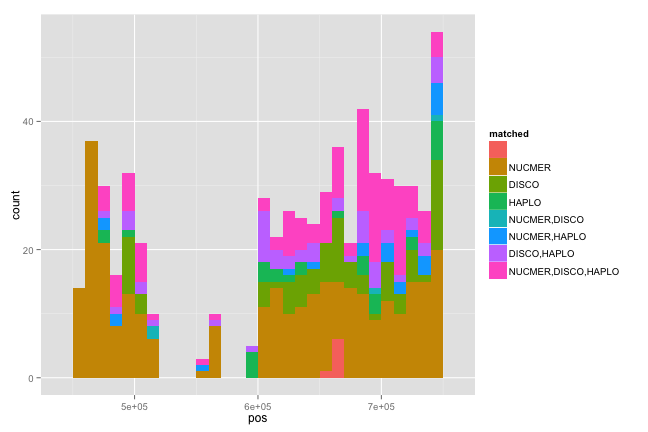 40
20
0
count
5e+05
6e+05
7e+05
pos
matched
NUCMER
DISCO
HAPLO
NUCMER,DISCO
NUCMER,HAPLO
DISCO,HAPLO
NUCMER,DISCO,HAPLO